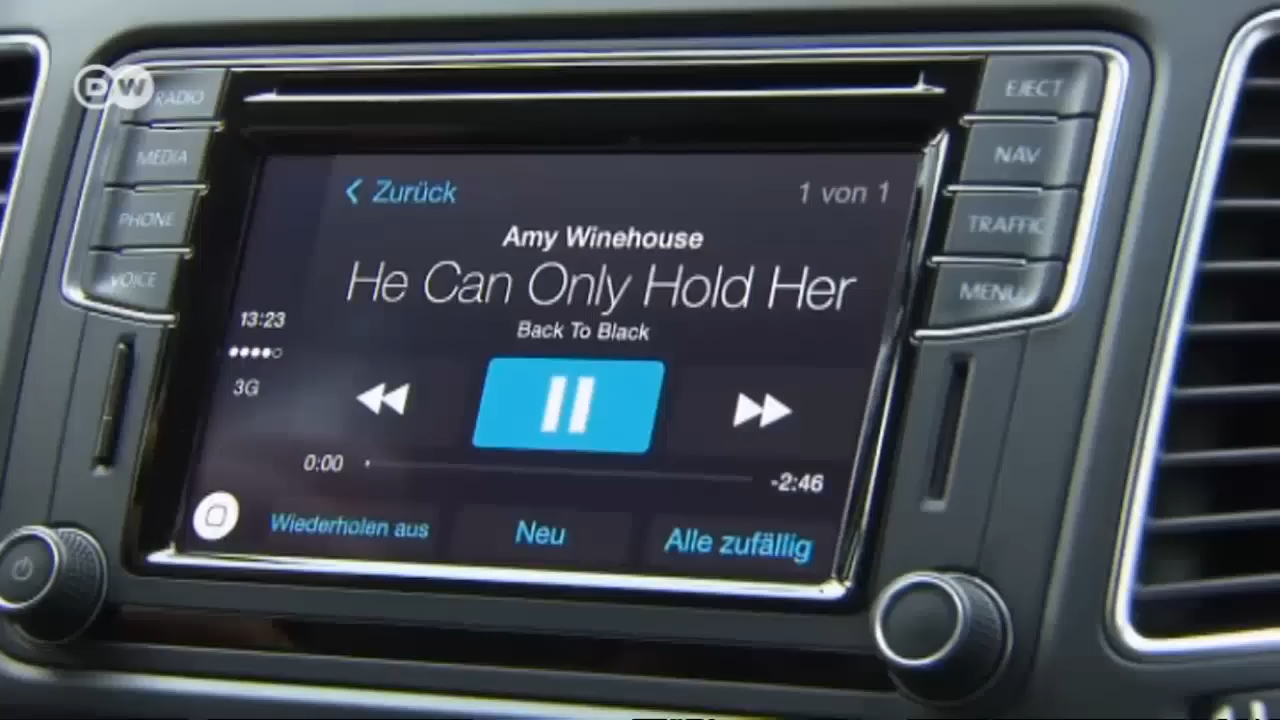 DW
RADIO
MEDIA
PHONE
VOICE
EJECT
NAV
TRAFFIC
MENU
Zurück
1 von 1
Amy Winehouse
He Can Only Hold Her
Back To Black
13:23
3G
0:00
-2:46
Wiederholen aus
Neu
Alle zufällig